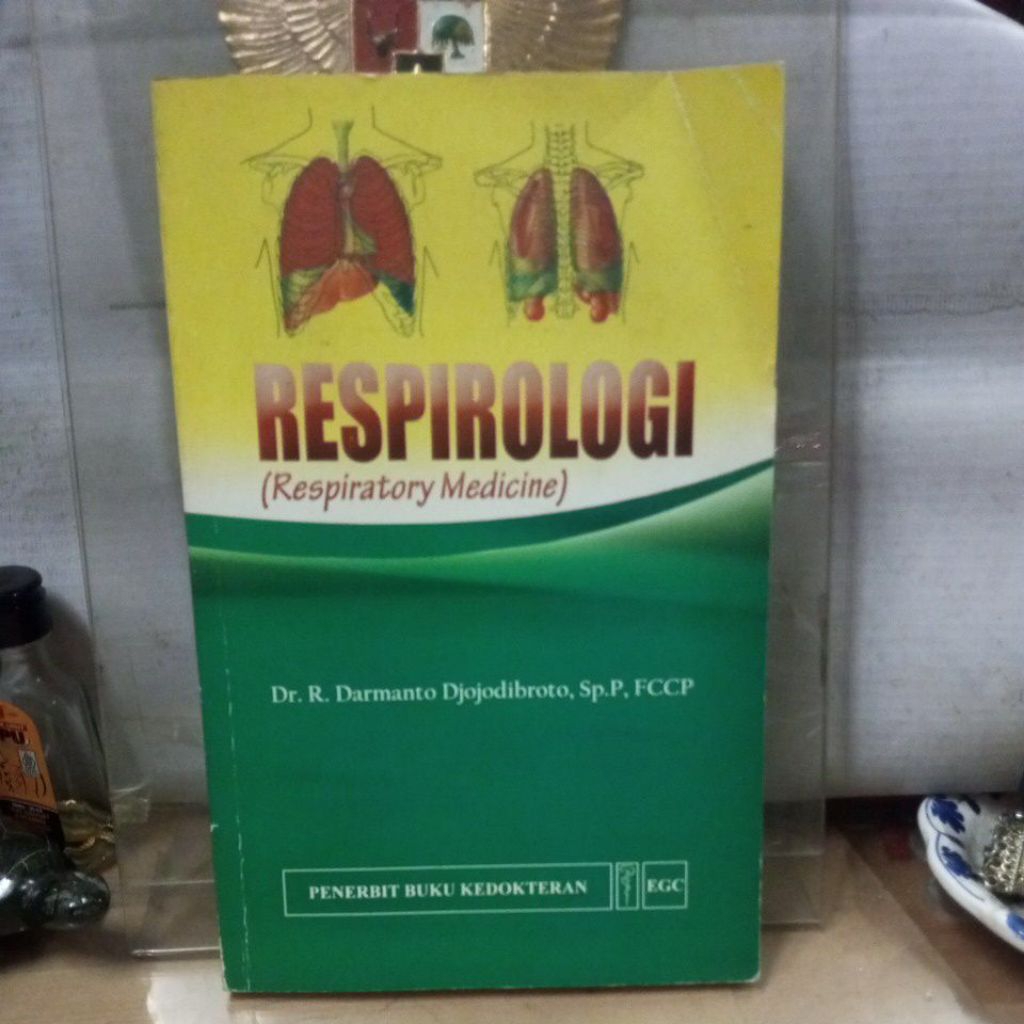 RESPIROLOGI
(Respiratory Medicine)
Dr. R. Darmanto Djojodibroto, Sp.P, FCCP
PENERBIT BUKU KEDOKTERAN
EGC